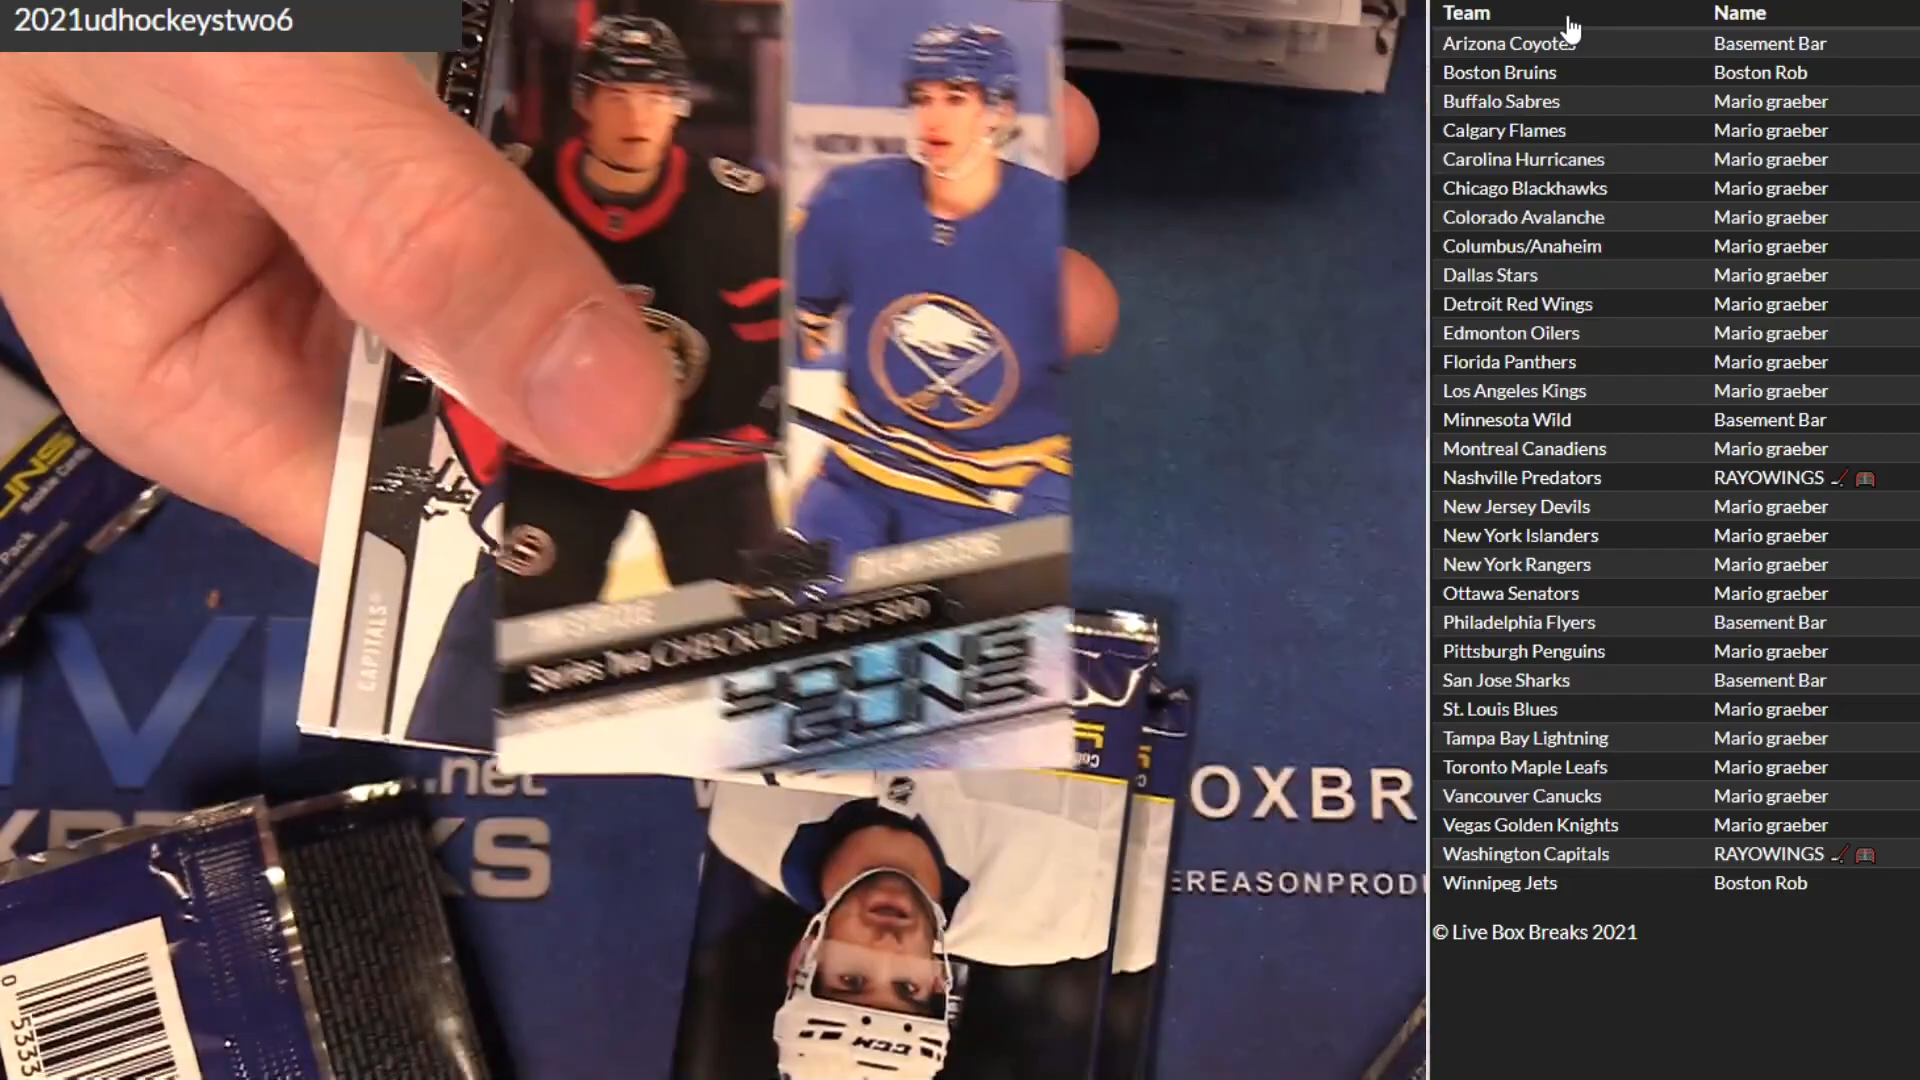 2021udhockeystwo6
Team Name
Arizona Coyotes Basement Bar
Boston Bruins Boston Rob
Buffalo Sabres Mario graeber
Calgary Flames Mario graeber
Carolina Hurricanes Mario graeber
Chicago Blackhawks Mario graeber
Colorado Avalanche Mario graeber
Columbus/Anaheim Mario graeber
Dallas Stars Mario graeber
Detroit Red Wings Mario graeber
Edmonton Oilers Mario graeber
Florida Panthers Mario graeber
Los Angeles Kings Mario graeber
Minnesota Wild Basement Bar
Montreal Canadiens Mario graeber
Nashville Predators RAYOWINGS
New Jersey Devils Mario graeber
New York Islanders Mario graeber
New York Rangers Mario graeber
Ottawa Senators Mario graeber
Philadelphia Flyers Basement Bar
Pittsburgh Penguins Mario graeber
San Jose Sharks Basement Bar
St. Louis Blues Mario graeber
Tampa Bay Lightning Mario graeber
Toronto Maple Leafs Mario graeber
Vancouver Canucks Mario graeber
Vegas Golden Knights Mario graeber
Washington Capitals RAYOWINGS
Winnipeg Jets Boston Rob
© Live Box Breaks 2021
CAPITALS
Series Two CHECKLIST
YOUNG
GUNS
.net
OXBR
EREASONPROD
CCM
Pack